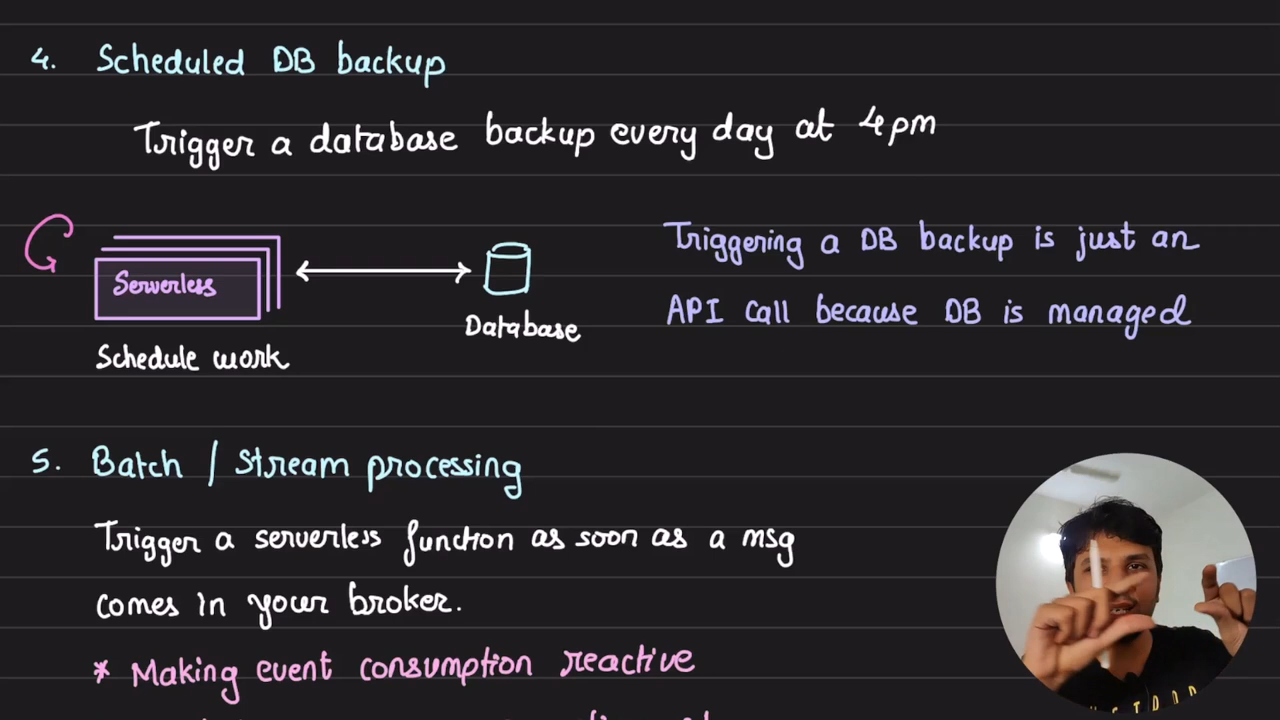 4. Scheduled DB backup
Trigger a database backup every day at 4pm
Serverless
Schedule work
Database
Triggering a DB backup is just an
API call because DB is managed
5. Batch / Stream processing
Trigger a serverless function as soon as a msg
comes in your broker.
* Making event consumption reactive